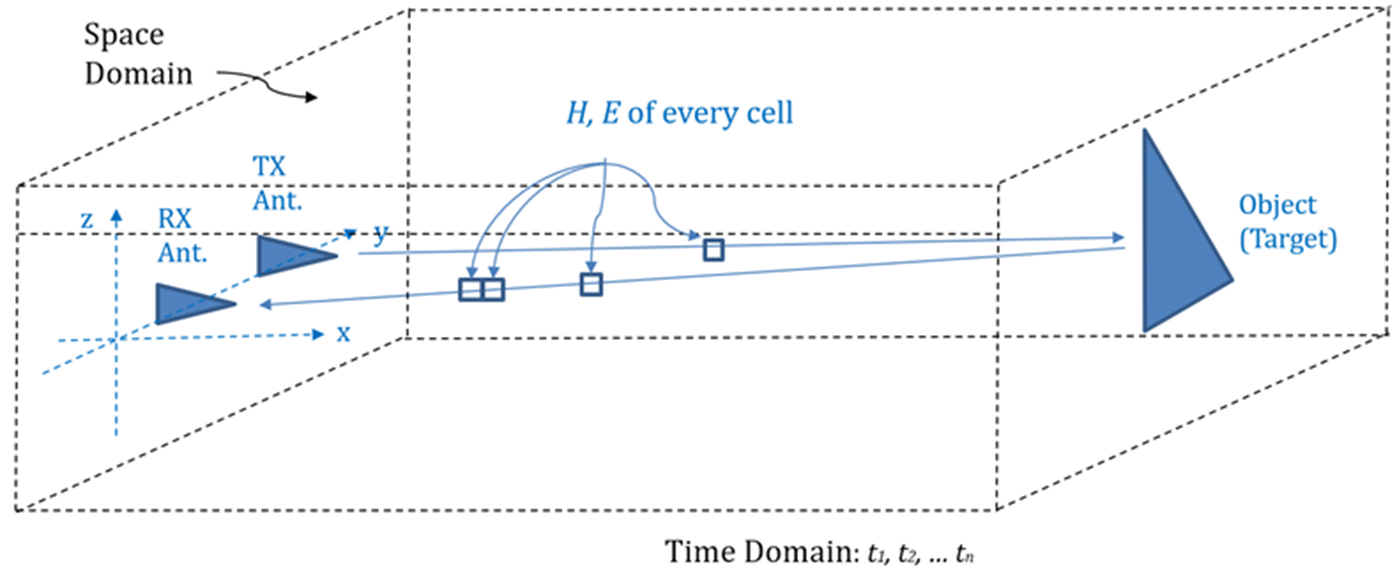 Space
Domain
H, E of every cell
TX
Ant.
z
RX
Ant.
y
Object
(Target)
x
Time Domain: t1, t2, ... tn